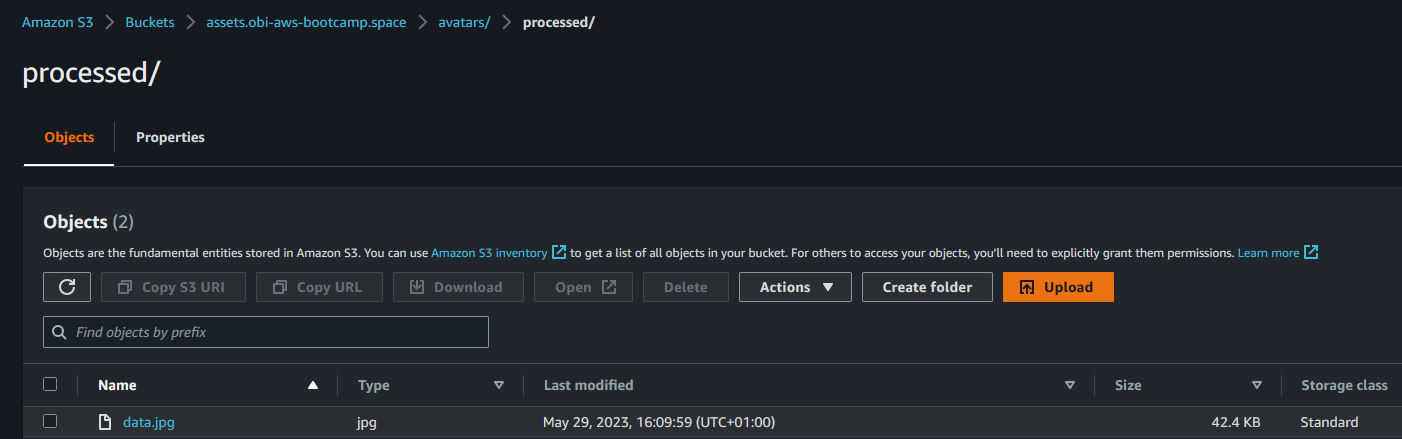 Amazon S3 > Buckets > assets.obi-aws-bootcamp.space > avatars/ > processed/
processed/
Objects Properties
Objects (2)
Objects are the fundamental entities stored in Amazon S3. You can use Amazon S3 inventory to get a list of all objects in your bucket. For others to access your objects, you'll need to explicitly grant them permissions. Learn more
Copy S3 URI Copy URL Download Open Delete Actions Create folder Upload
Find objects by prefix
Name Type Last modified Size Storage class
data.jpg jpg May 29, 2023, 16:09:59 (UTC+01:00) 42.4 KB Standard